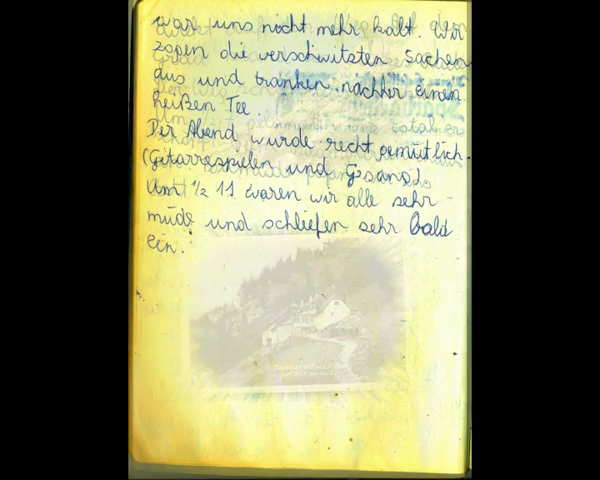 war uns nicht mehr kalt. Wir
zogen die verschwitzten Sachen
aus und tranken nachher einen
heißen Tee.
Der Abend wurde recht gemütlich.
(Gitarrespielen und Gesang)
Um 1/2 11 waren wir alle sehr
müde und schliefen sehr bald
ein.